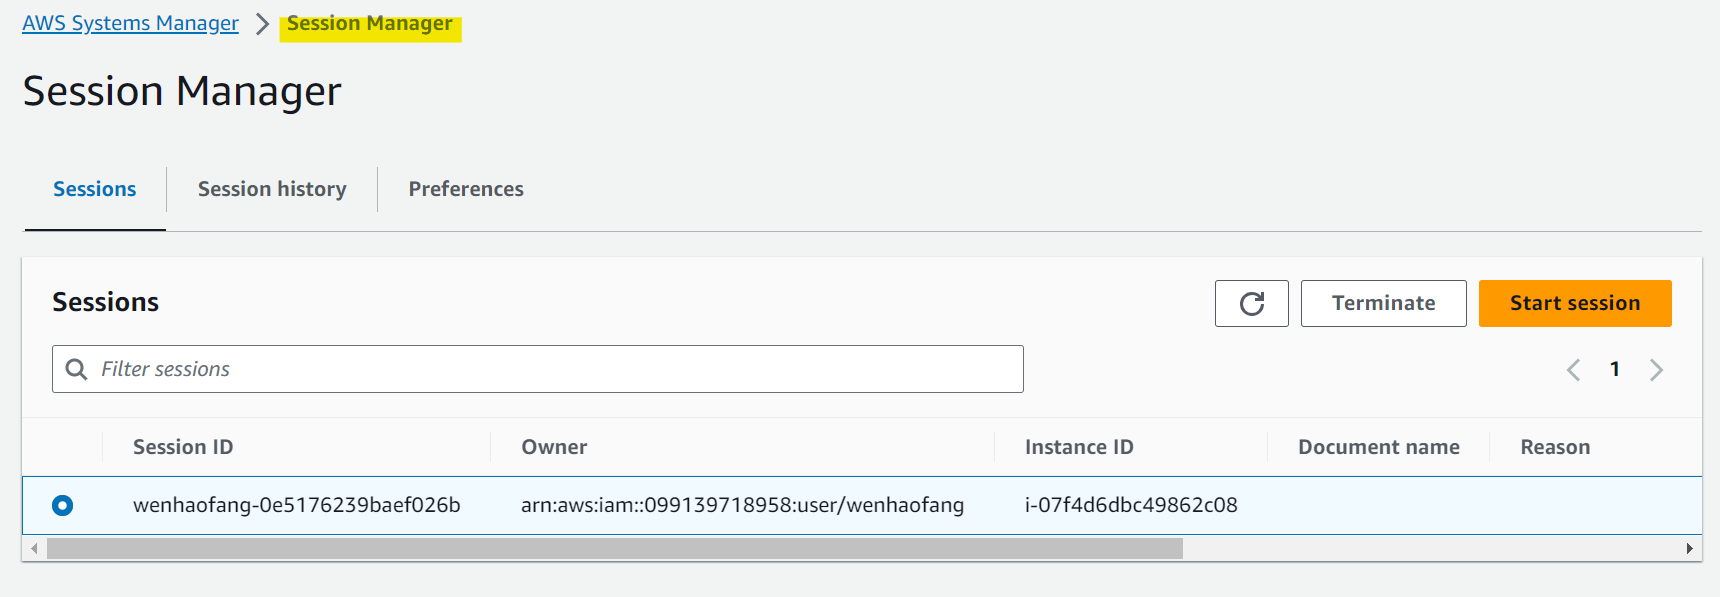 AWS Systems Manager > Session Manager
Session Manager
Sessions Session history Preferences
Sessions Terminate Start session
Filter sessions 1
Session ID Owner Instance ID Document name Reason
wenhaofang-0e5176239baef026b arn:aws:iam::099139718958:user/wenhaofang i-07f4d6dbc49862c08